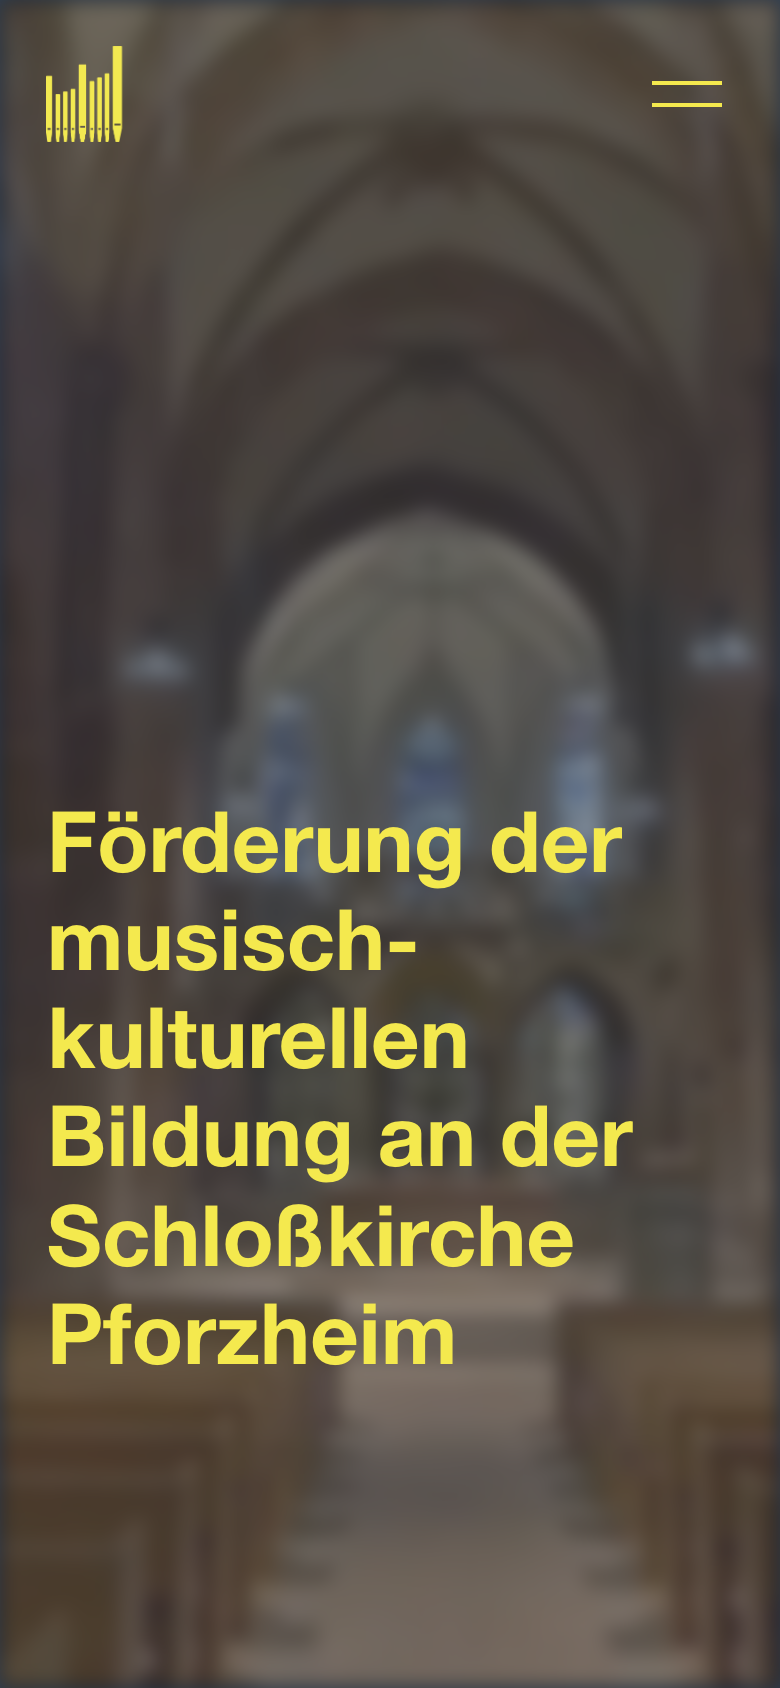 Förderung der
musisch-
kulturellen
Bildung an der
Schloßkirche
Pforzheim